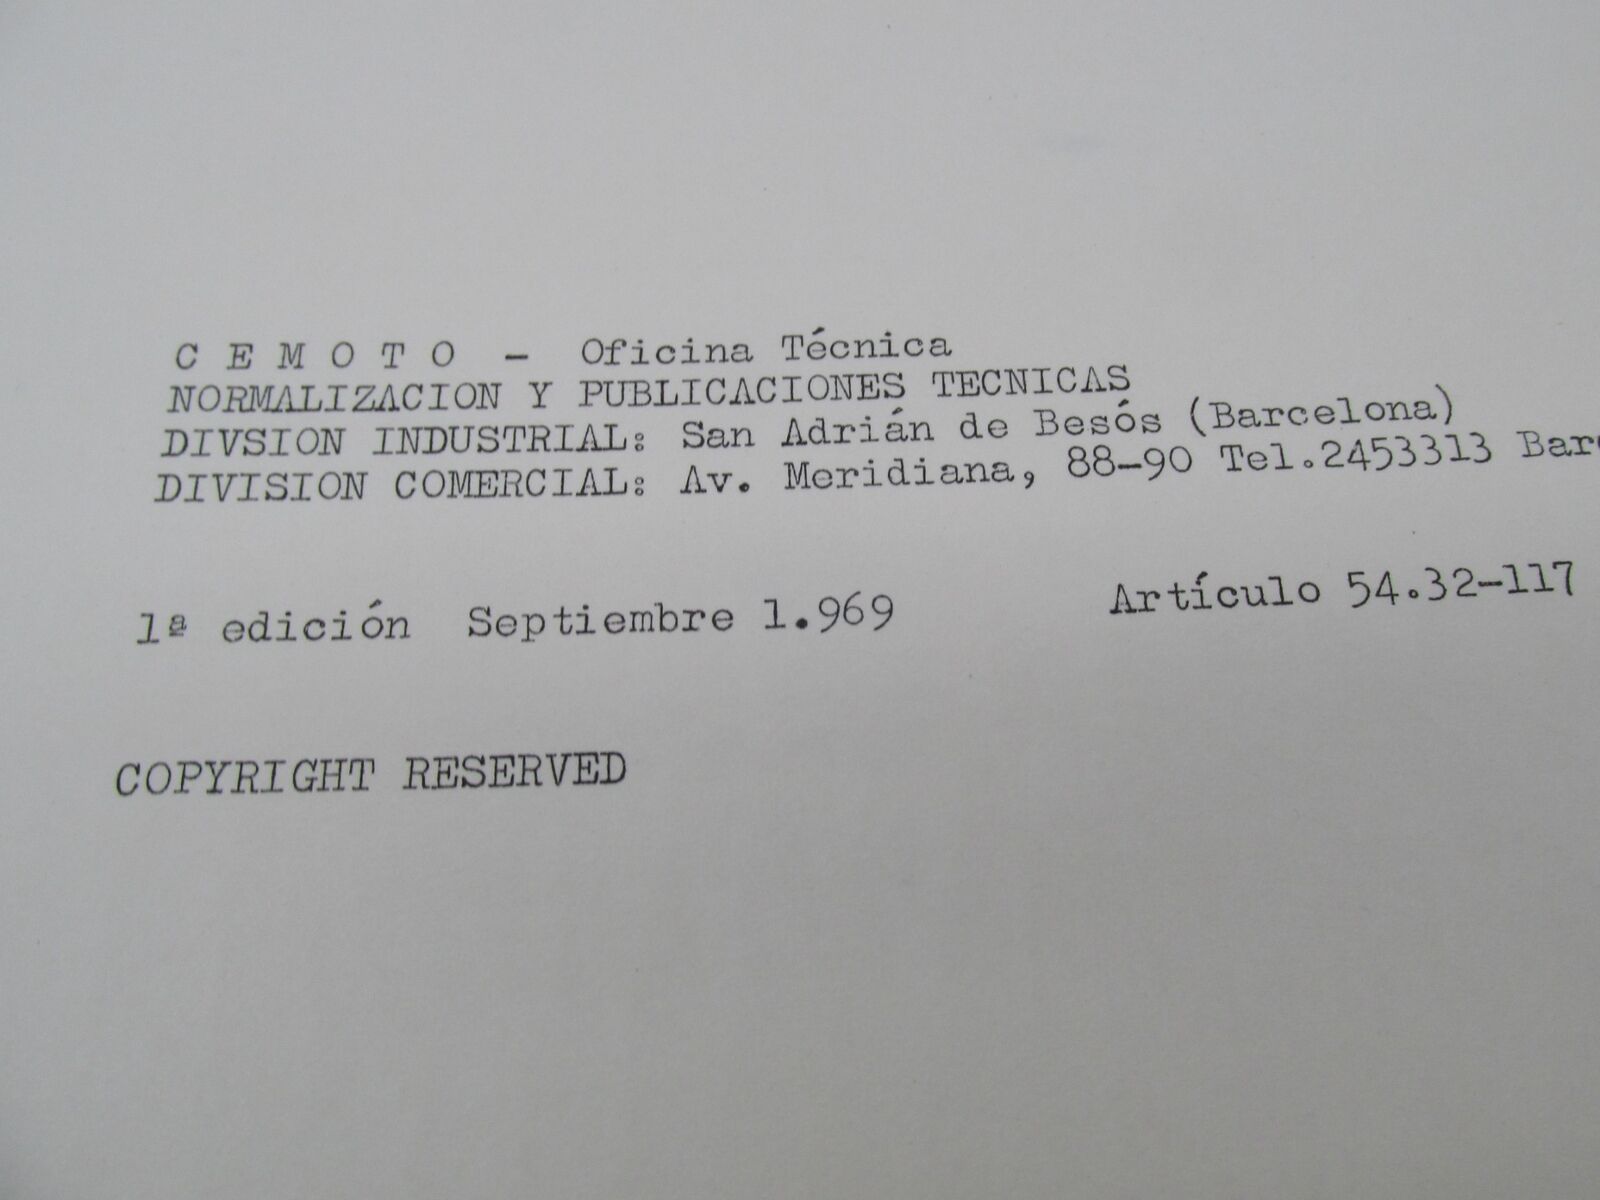 C E M O T O - Oficina Técnica
NORMALIZACION Y PUBLICACIONES TECNICAS
DIVSION INDUSTRIAL: San Adrián de Besós (Barcelona)
DIVISION COMERCIAL: Av. Meridiana, 88-90 Tel.2453313
1ª edición Septiembre 1.969 Artículo 54.32-117
COPYRIGHT RESERVED